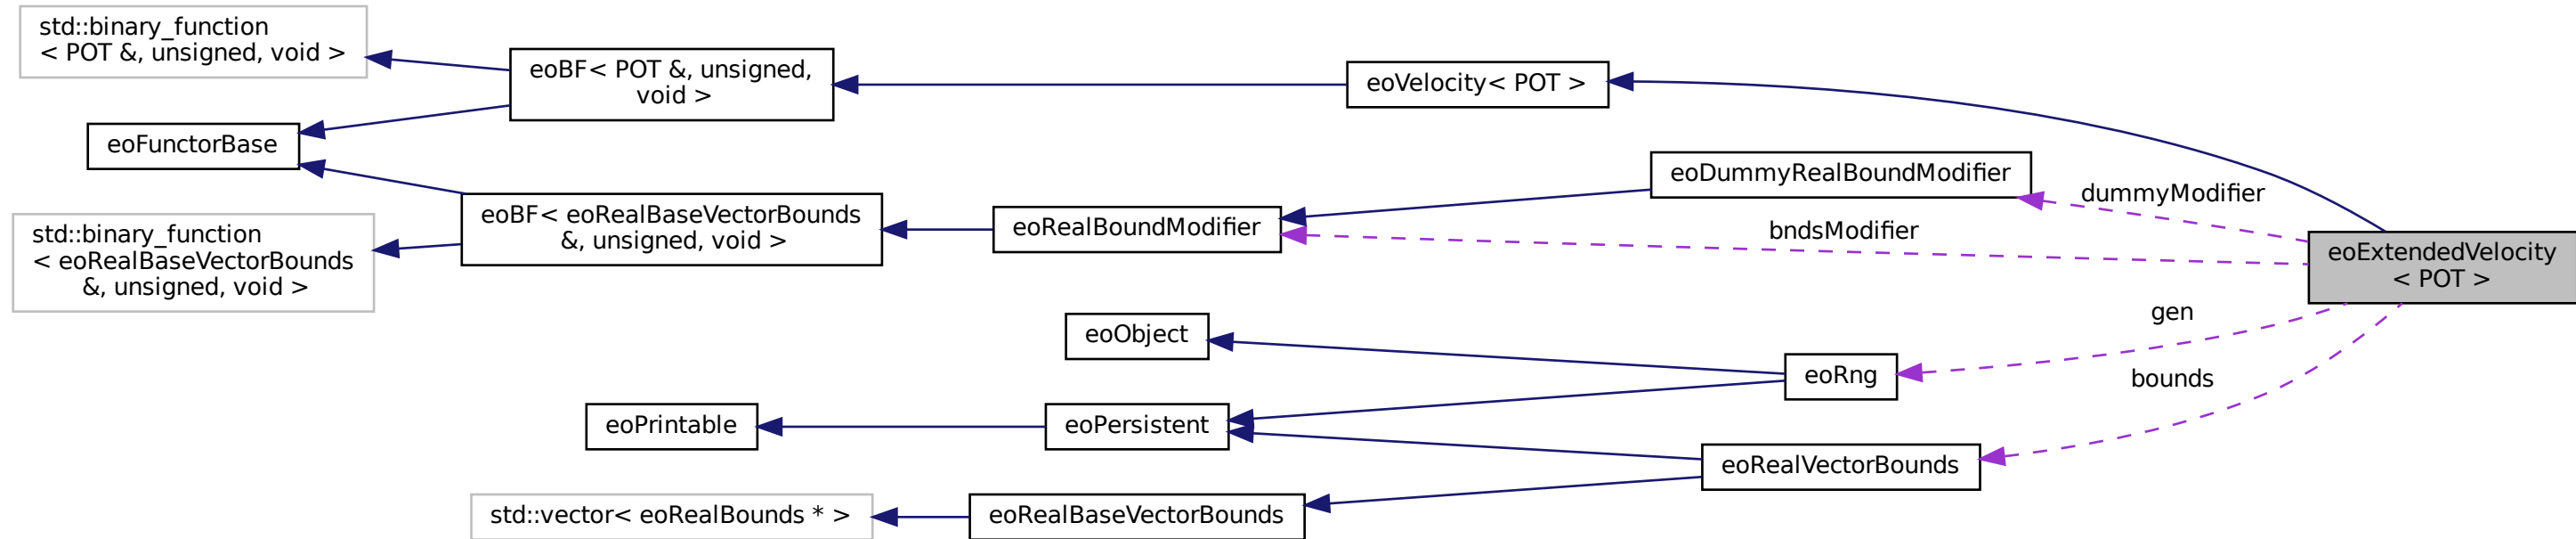 std::binary_function
< POT &, unsigned, void >
eoBF< POT &, unsigned,
void >
eoVelocity< POT >
eoFunctorBase
eoDummyRealBoundModifier
dummyModifier
std::binary_function
< eoRealBaseVectorBounds
&, unsigned, void >
eoBF< eoRealBaseVectorBounds
&, unsigned, void >
eoRealBoundModifier
bndsModifier
eoExtendedVelocity
< POT >
eoObject
gen
eoRng
bounds
eoPrintable
eoPersistent
eoRealVectorBounds
std::vector< eoRealBounds * >
eoRealBaseVectorBounds